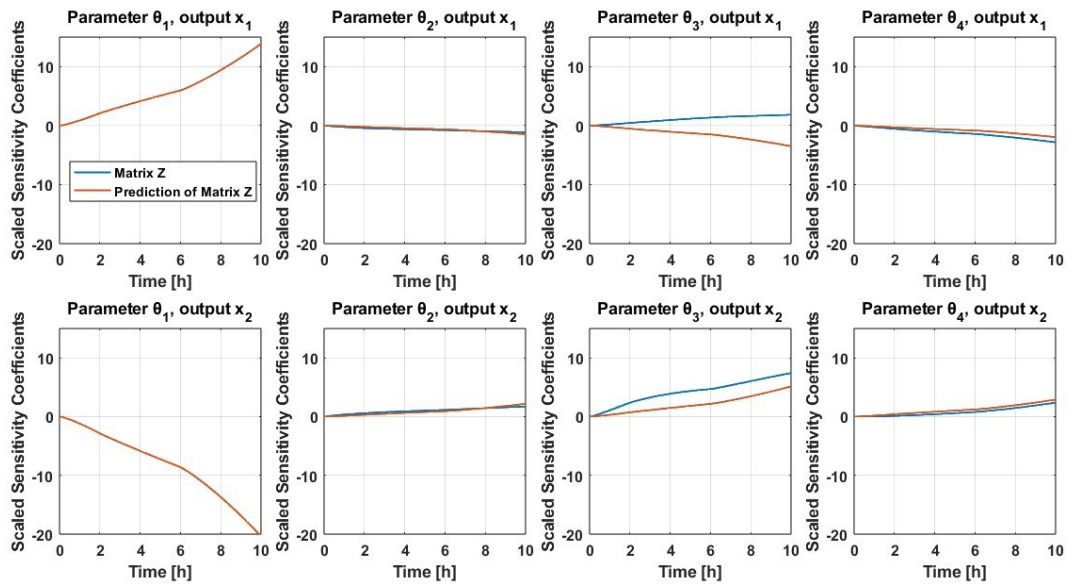 Parameter θ1, output x1
Parameter θ2, output x1
Parameter θ3, output x1
Parameter θ4, output x1
Scaled Sensitivity Coefficients
10
0
-10
-20
0 2 4 6 8 10
Time [h]
Matrix Z
Prediction of Matrix Z
Scaled Sensitivity Coefficients
10
0
-10
-20
0 2 4 6 8 10
Time [h]
Scaled Sensitivity Coefficients
10
0
-10
-20
0 2 4 6 8 10
Time [h]
Scaled Sensitivity Coefficients
10
0
-10
-20
0 2 4 6 8 10
Time [h]
Parameter θ1, output x2
Parameter θ2, output x2
Parameter θ3, output x2
Parameter θ4, output x2
Scaled Sensitivity Coefficients
10
0
-10
-20
0 2 4 6 8 10
Time [h]
Scaled Sensitivity Coefficients
10
0
-10
-20
0 2 4 6 8 10
Time [h]
Scaled Sensitivity Coefficients
10
0
-10
-20
0 2 4 6 8 10
Time [h]
Scaled Sensitivity Coefficients
10
0
-10
-20
0 2 4 6 8 10
Time [h]